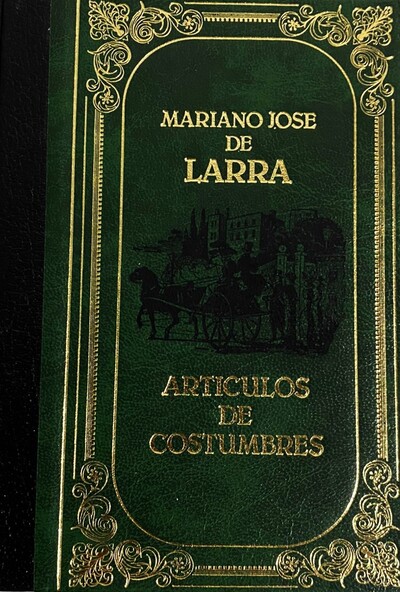 MARIANO JOSE
DE
LARRA
ARTICULOS
DE
COSTUMBRES